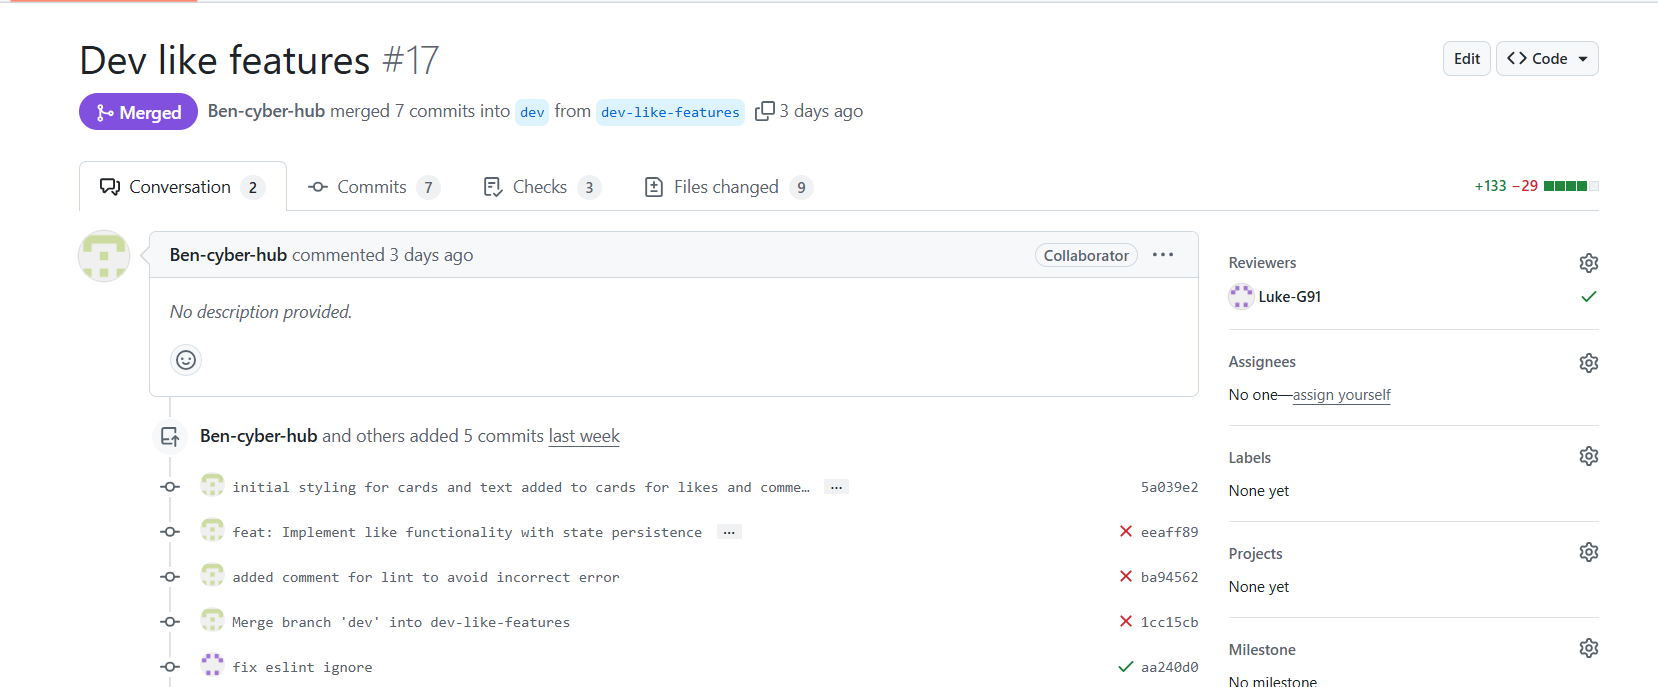 Dev like features #17
Edit
<> Code
Merged
Ben-cyber-hub merged 7 commits into dev from dev-like-features 3 days ago
Conversation 2
Commits 7
Checks 3
Files changed 9
+133 −29
Ben-cyber-hub commented 3 days ago
Collaborator
...
No description provided.
Reviewers
Luke-G91
Assignees
No one—assign yourself
Labels
None yet
Projects
None yet
Milestone
No milestone
Ben-cyber-hub and others added 5 commits last week
initial styling for cards and text added to cards for likes and comme… ... 5a039e2
feat: Implement like functionality with state persistence ... eeaff89
added comment for lint to avoid incorrect error ba94562
Merge branch 'dev' into dev-like-features 1cc15cb
fix eslint ignore aa240d0